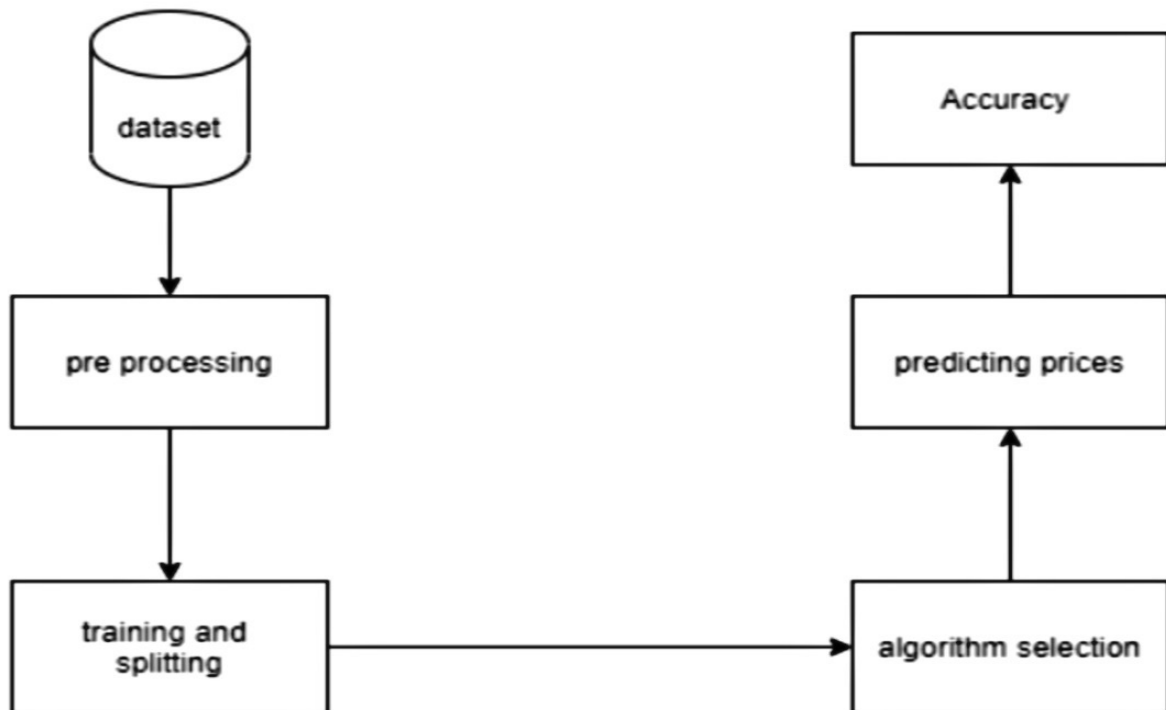 dataset
pre processing
training and
splitting
algorithm selection
predicting prices
Accuracy